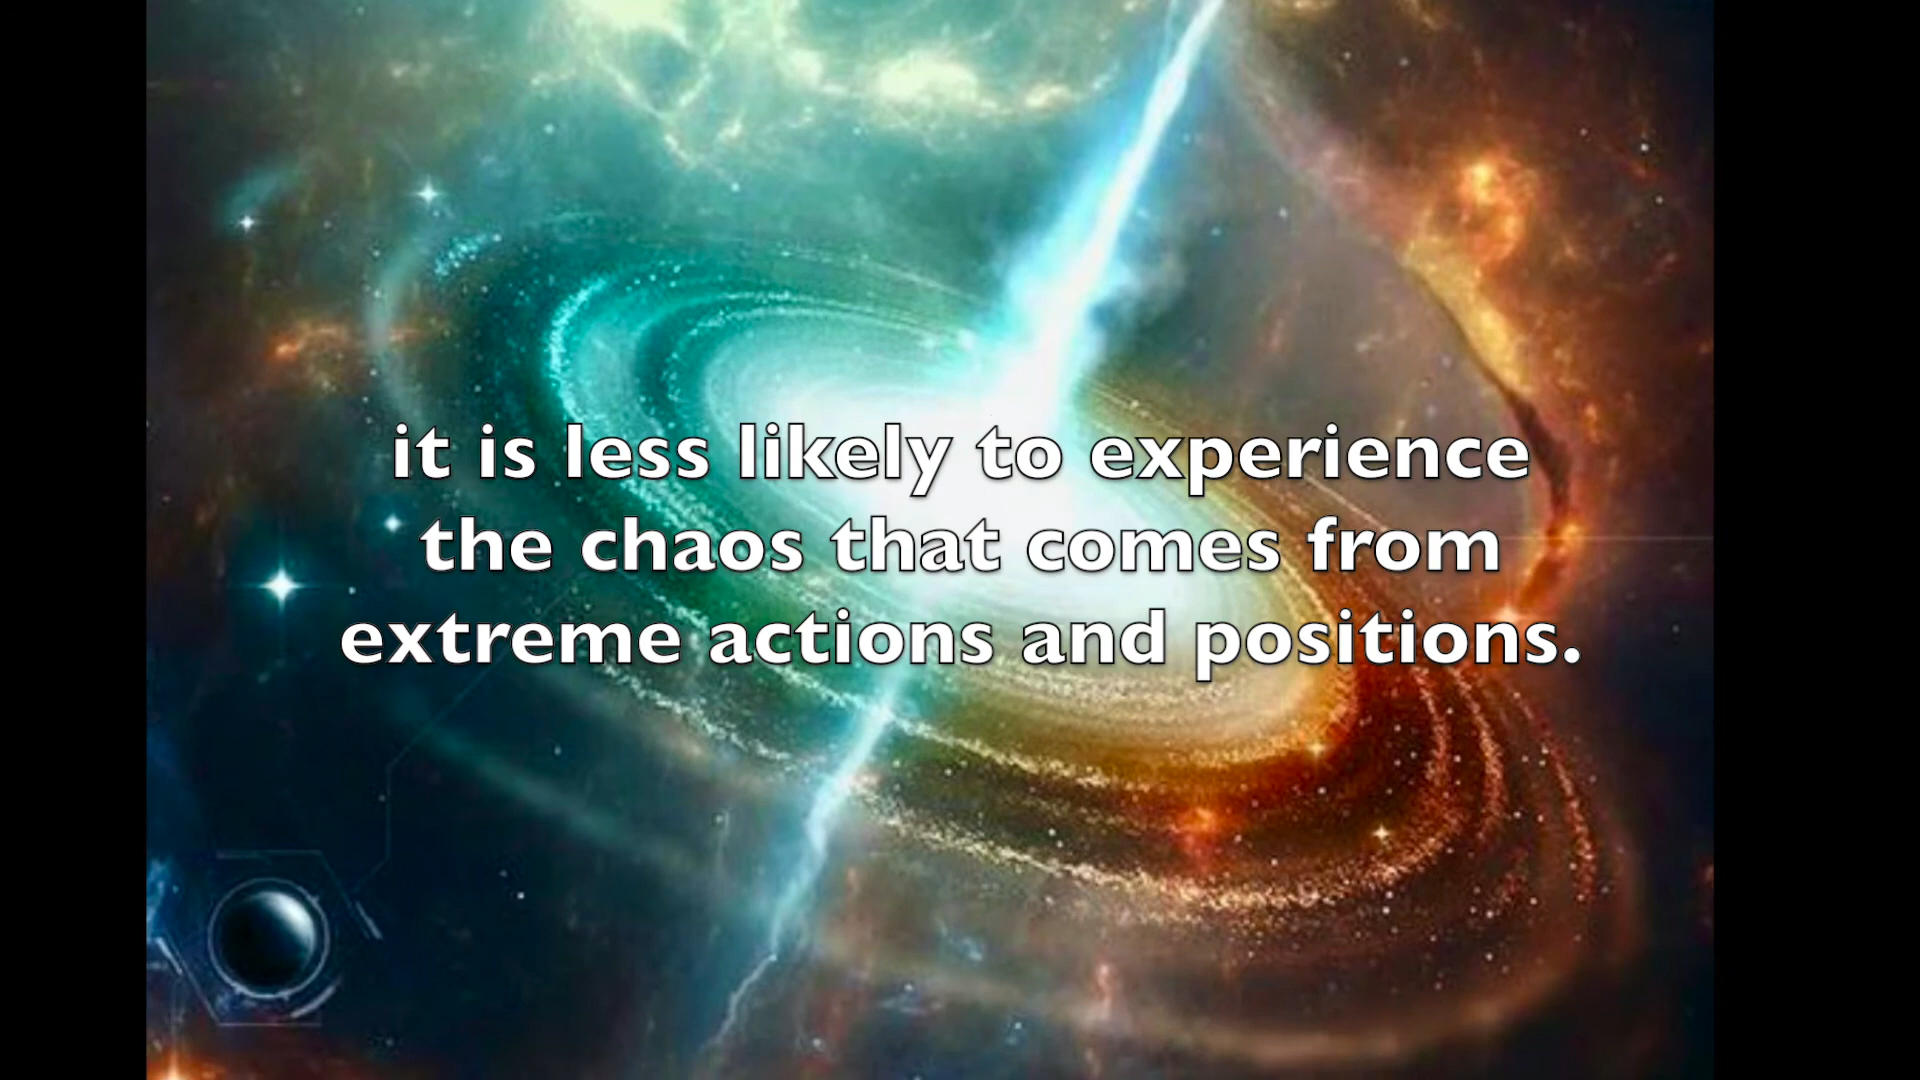 it is less likely to experience
the chaos that comes from
extreme actions and positions.